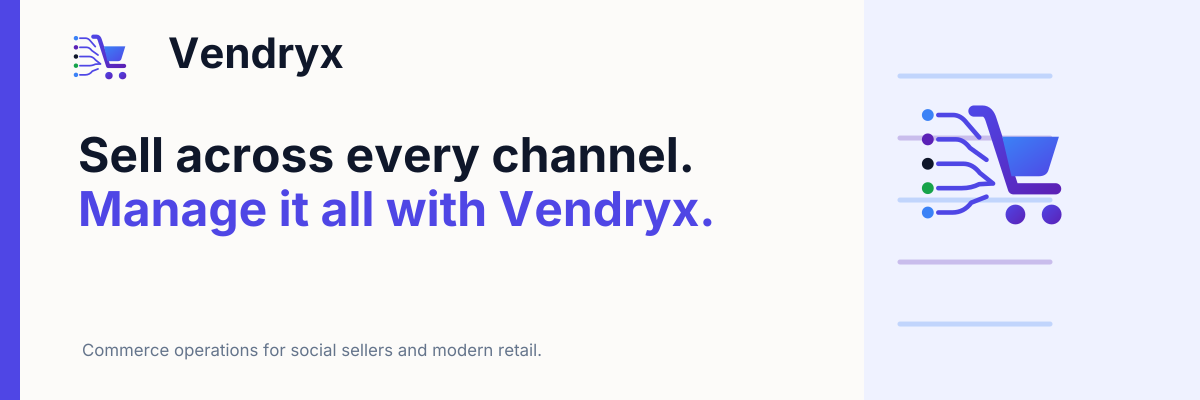 Vendryx
Sell across every channel.
Manage it all with Vendryx.
Commerce operations for social sellers and modern retail.